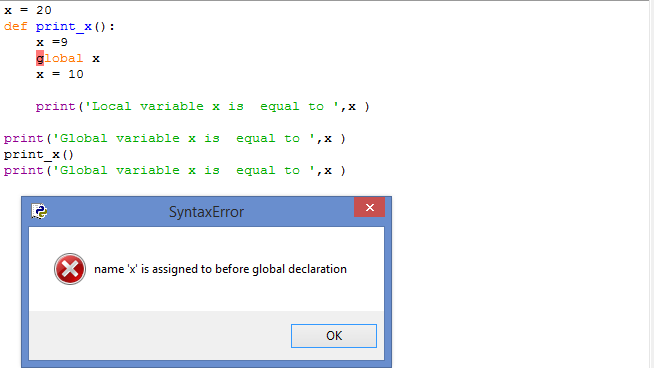 x = 20
def print_x():
    x =9
    global x
    x = 10
    print('Local variable x is  equal to ',x )
print('Global variable x is  equal to ',x )
print_x()
print('Global variable x is  equal to ',x )
SyntaxError
name 'x' is assigned to before global declaration
OK